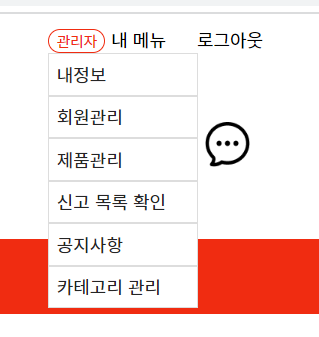 관리자 내 메뉴 로그아웃
내정보
회원관리
제품관리
신고 목록 확인
공지사항
카테고리 관리